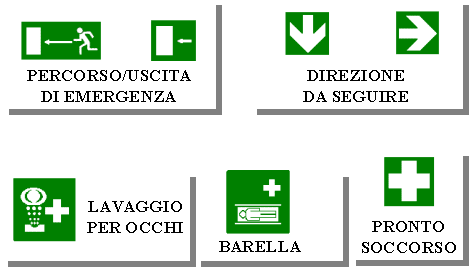 PERCORSO/USCITA
DI EMERGENZA
DIREZIONE
DA SEGUIRE
LAVAGGIO
PER OCCHI
BARELLA
PRONTO
SOCCORSO